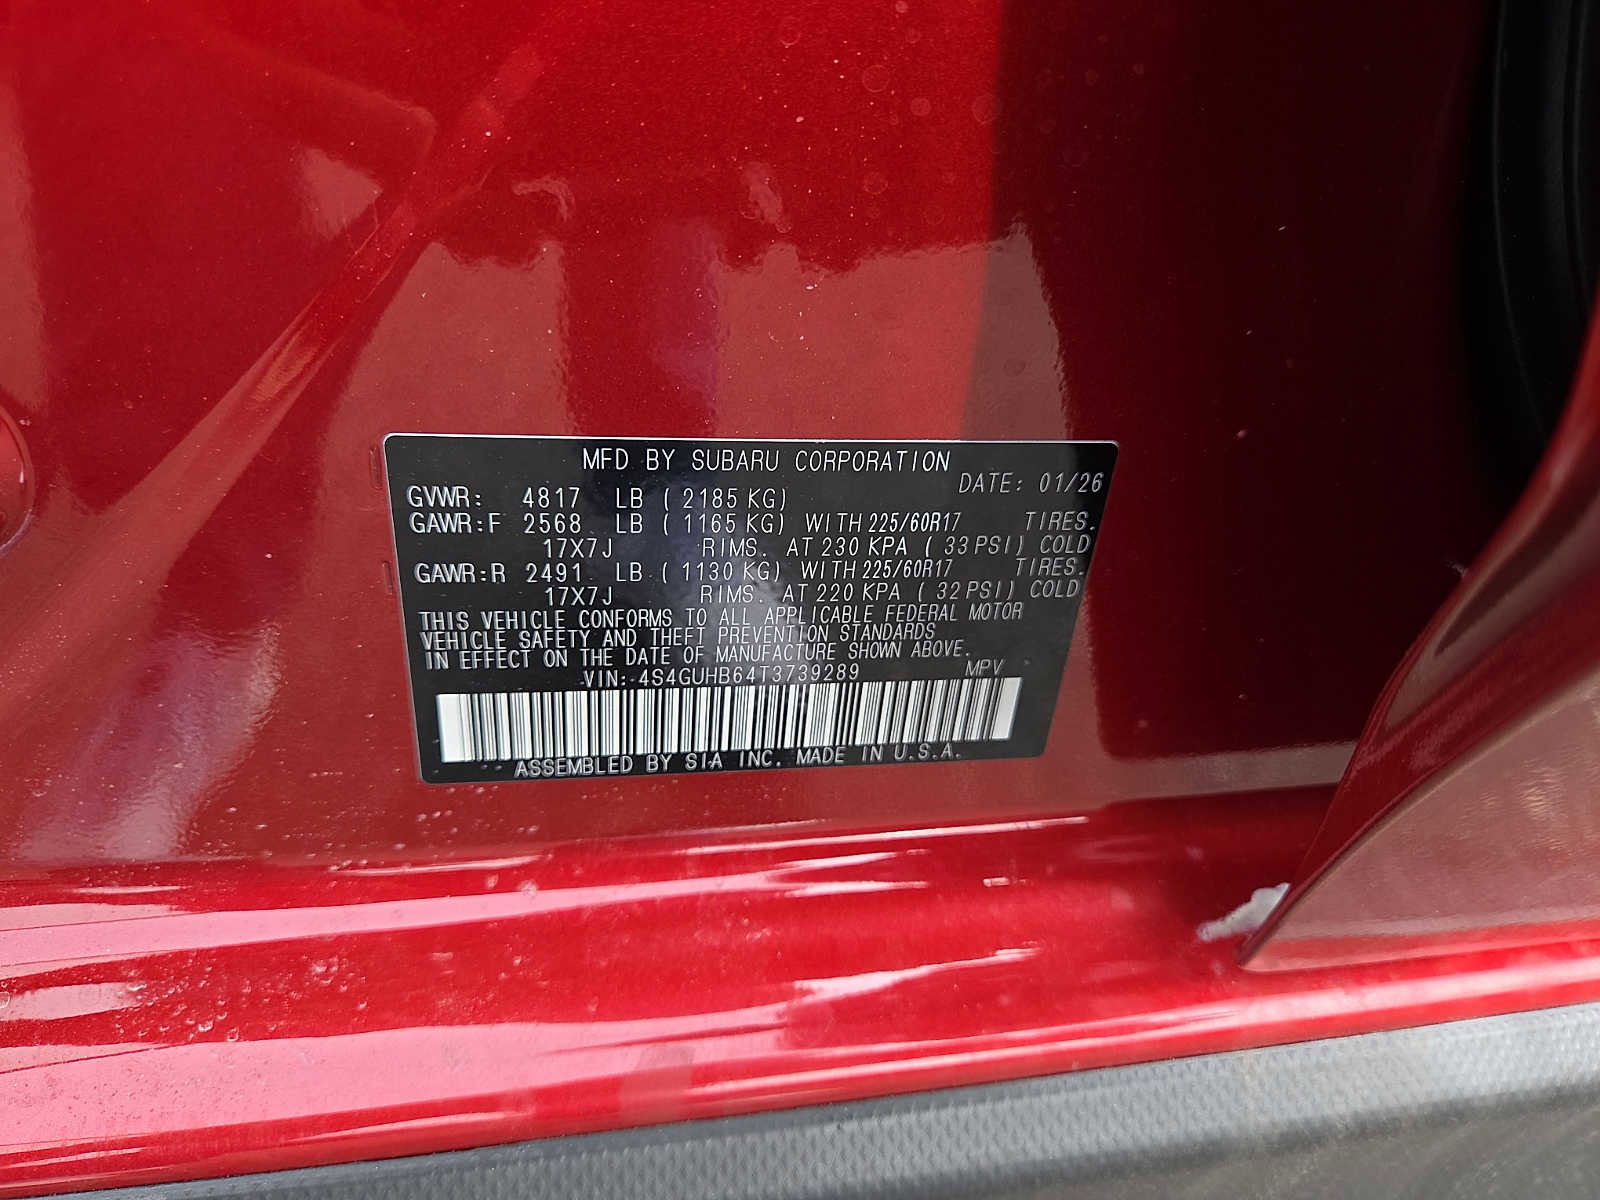 MFD BY SUBARU CORPORATION
DATE: 01/26
GVWR: 4817 LB (2185 KG)
GAWR:F 2568 LB (1165 KG) WITH 225/60R17 TIRES.
17X7J RIMS. AT 230 KPA (33 PSI) COLD
GAWR:R 2491 LB (1130 KG) WITH 225/60R17 TIRES.
17X7J RIMS. AT 220 KPA (32 PSI) COLD
THIS VEHICLE CONFORMS TO ALL APPLICABLE FEDERAL MOTOR
VEHICLE SAFETY AND THEFT PREVENTION STANDARDS
IN EFFECT ON THE DATE OF MANUFACTURE SHOWN ABOVE.
VIN: 4S4GUHB64T3739289 MPV
ASSEMBLED BY SIA INC. MADE IN U.S.A.